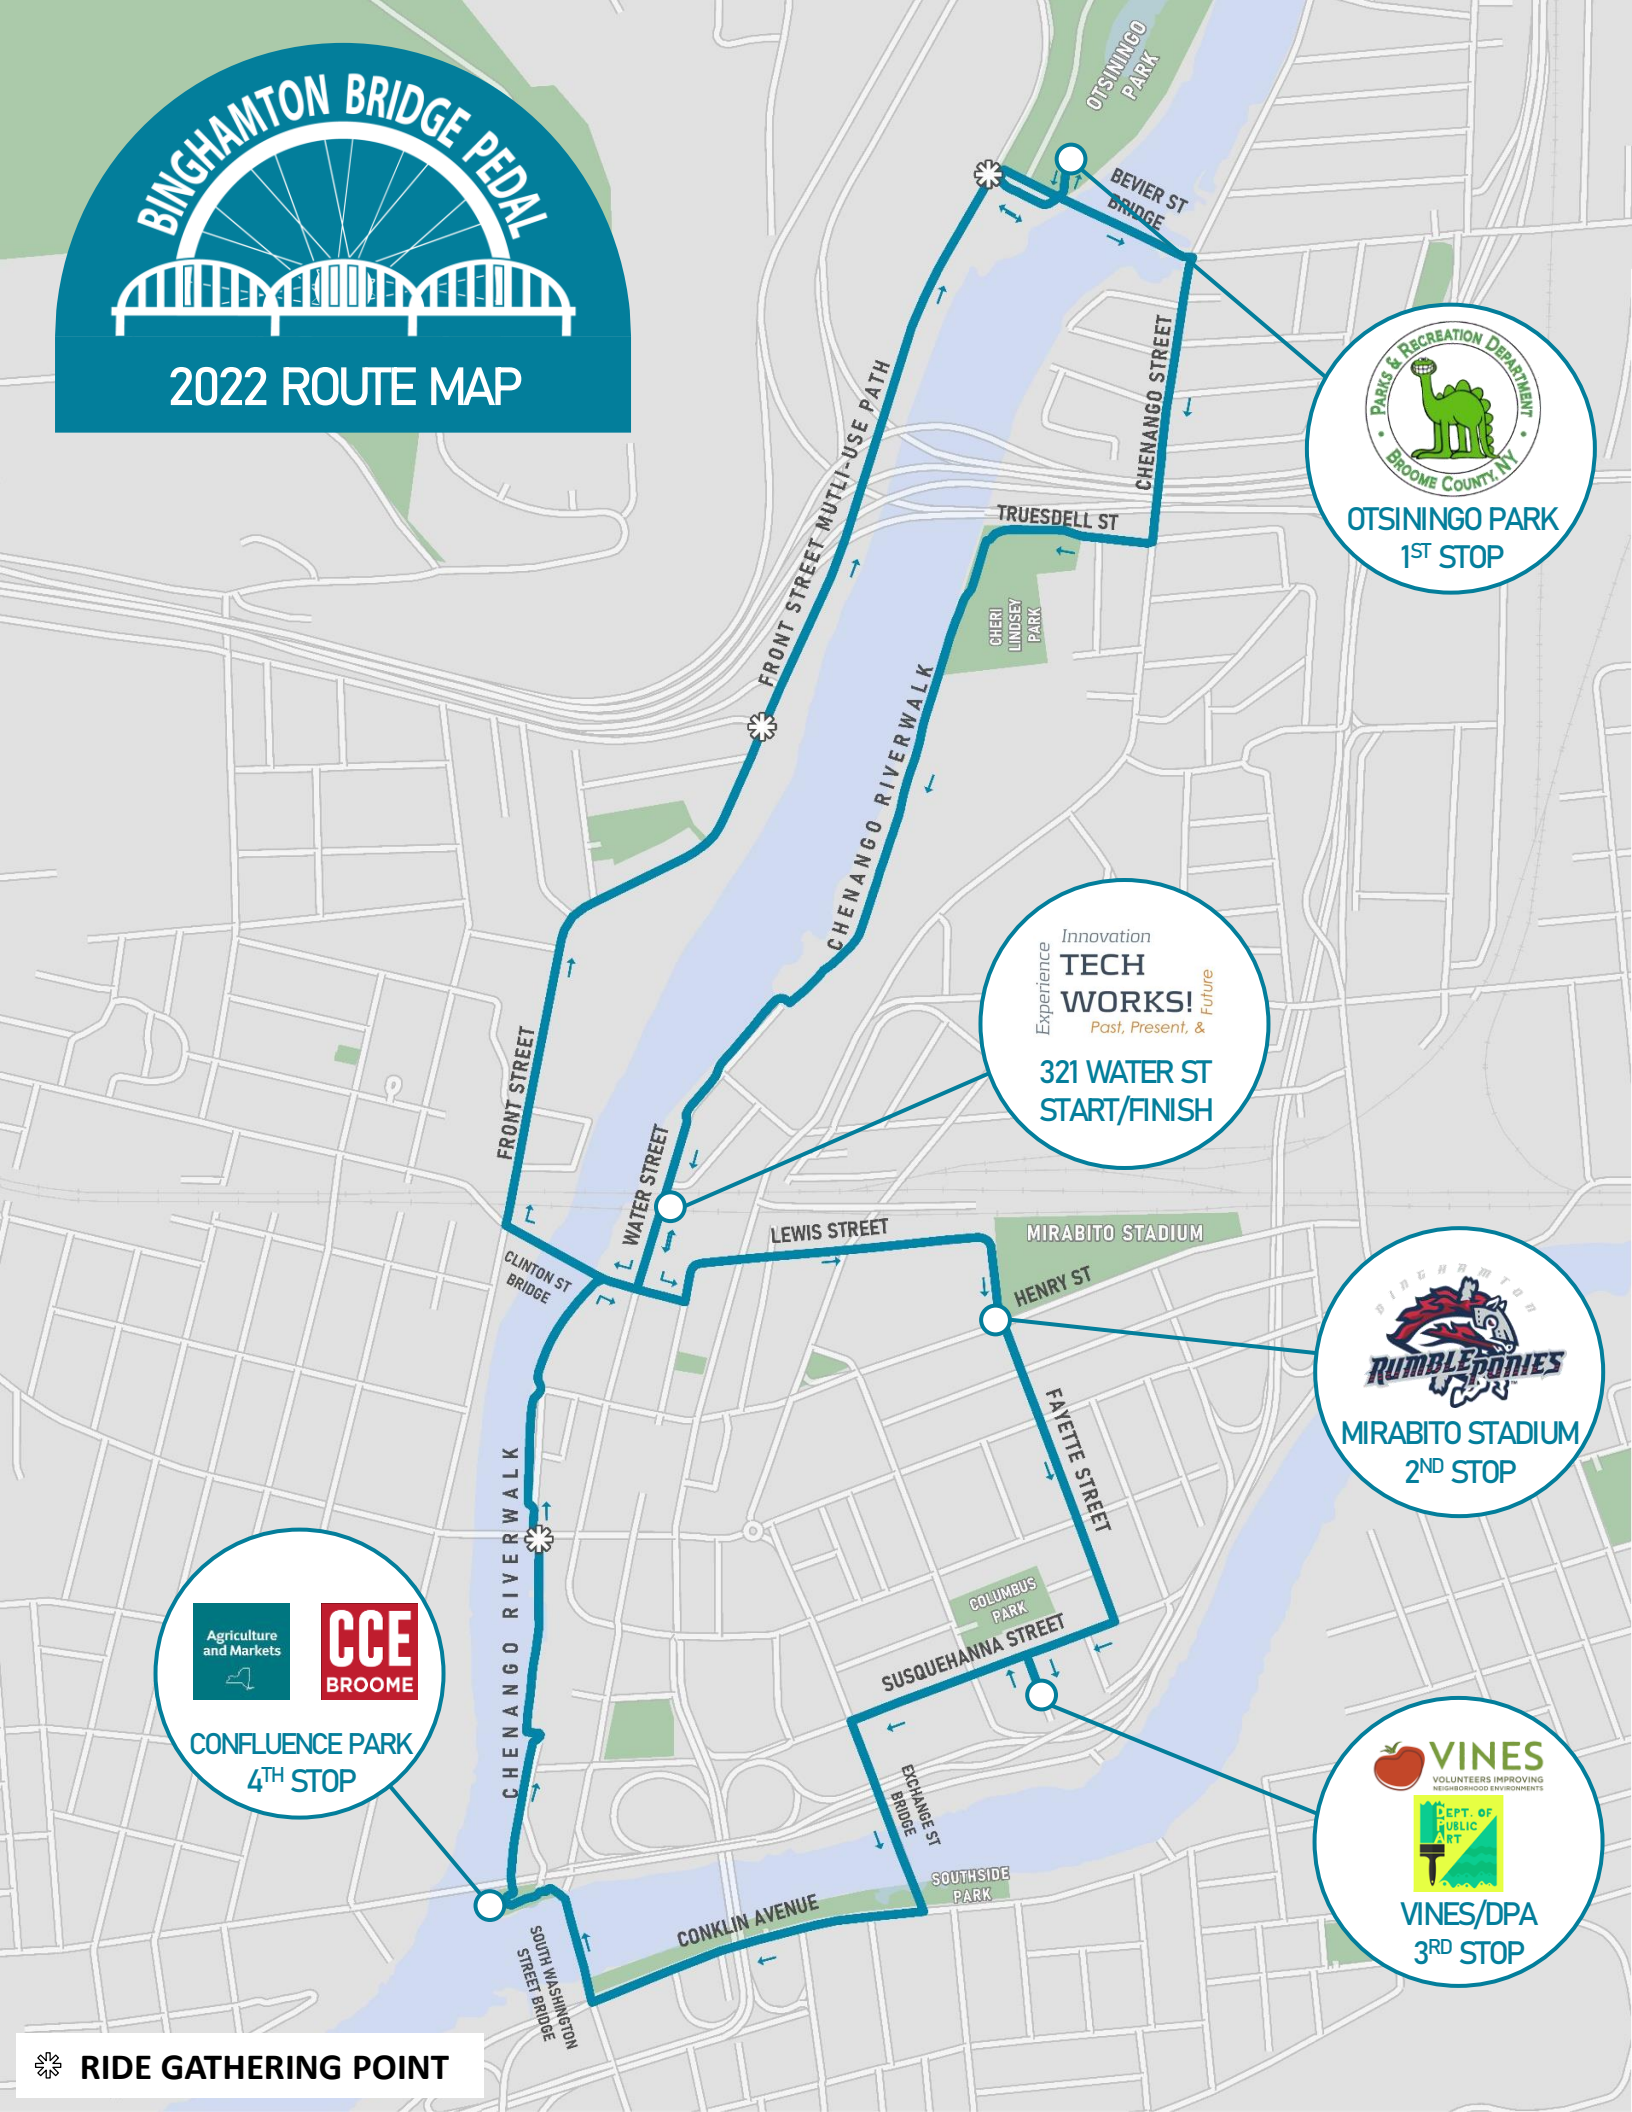 BINGHAMTON BRIDGE PEDAL
2022 ROUTE MAP
OTSININGO
PARK
BEVIER ST
BRIDGE
CHENANGO STREET
FRONT STREET MUTLI-USE PATH
PARKS & RECREATION DEPARTMENT
BROOME COUNTY, NY
OTSININGO PARK
1ST STOP
TRUESDELL ST
CHERI
LINDSEY
PARK
CHENANGO RIVERWALK
Experience
Innovation
TECH
WORKS!
Past, Present, &
Future
321 WATER ST
START/FINISH
FRONT STREET
WATER STREET
LEWIS STREET
MIRABITO STADIUM
HENRY ST
CLINTON ST
BRIDGE
BINGHAMTON
RUMBLE PONIES
MIRABITO STADIUM
2ND STOP
FAYETTE STREET
CHENANGO RIVERWALK
COLUMBUS
PARK
SUSQUEHANNA STREET
Agriculture
and Markets
CCE
BROOME
CONFLUENCE PARK
4TH STOP
EXCHANGE ST
BRIDGE
VINES
VOLUNTEERS IMPROVING
NEIGHBORHOOD ENVIRONMENTS
DEPT. OF
PUBLIC
ART
VINES/DPA
3RD STOP
SOUTHSIDE
PARK
CONKLIN AVENUE
SOUTH WASHINGTON
STREET BRIDGE
RIDE GATHERING POINT